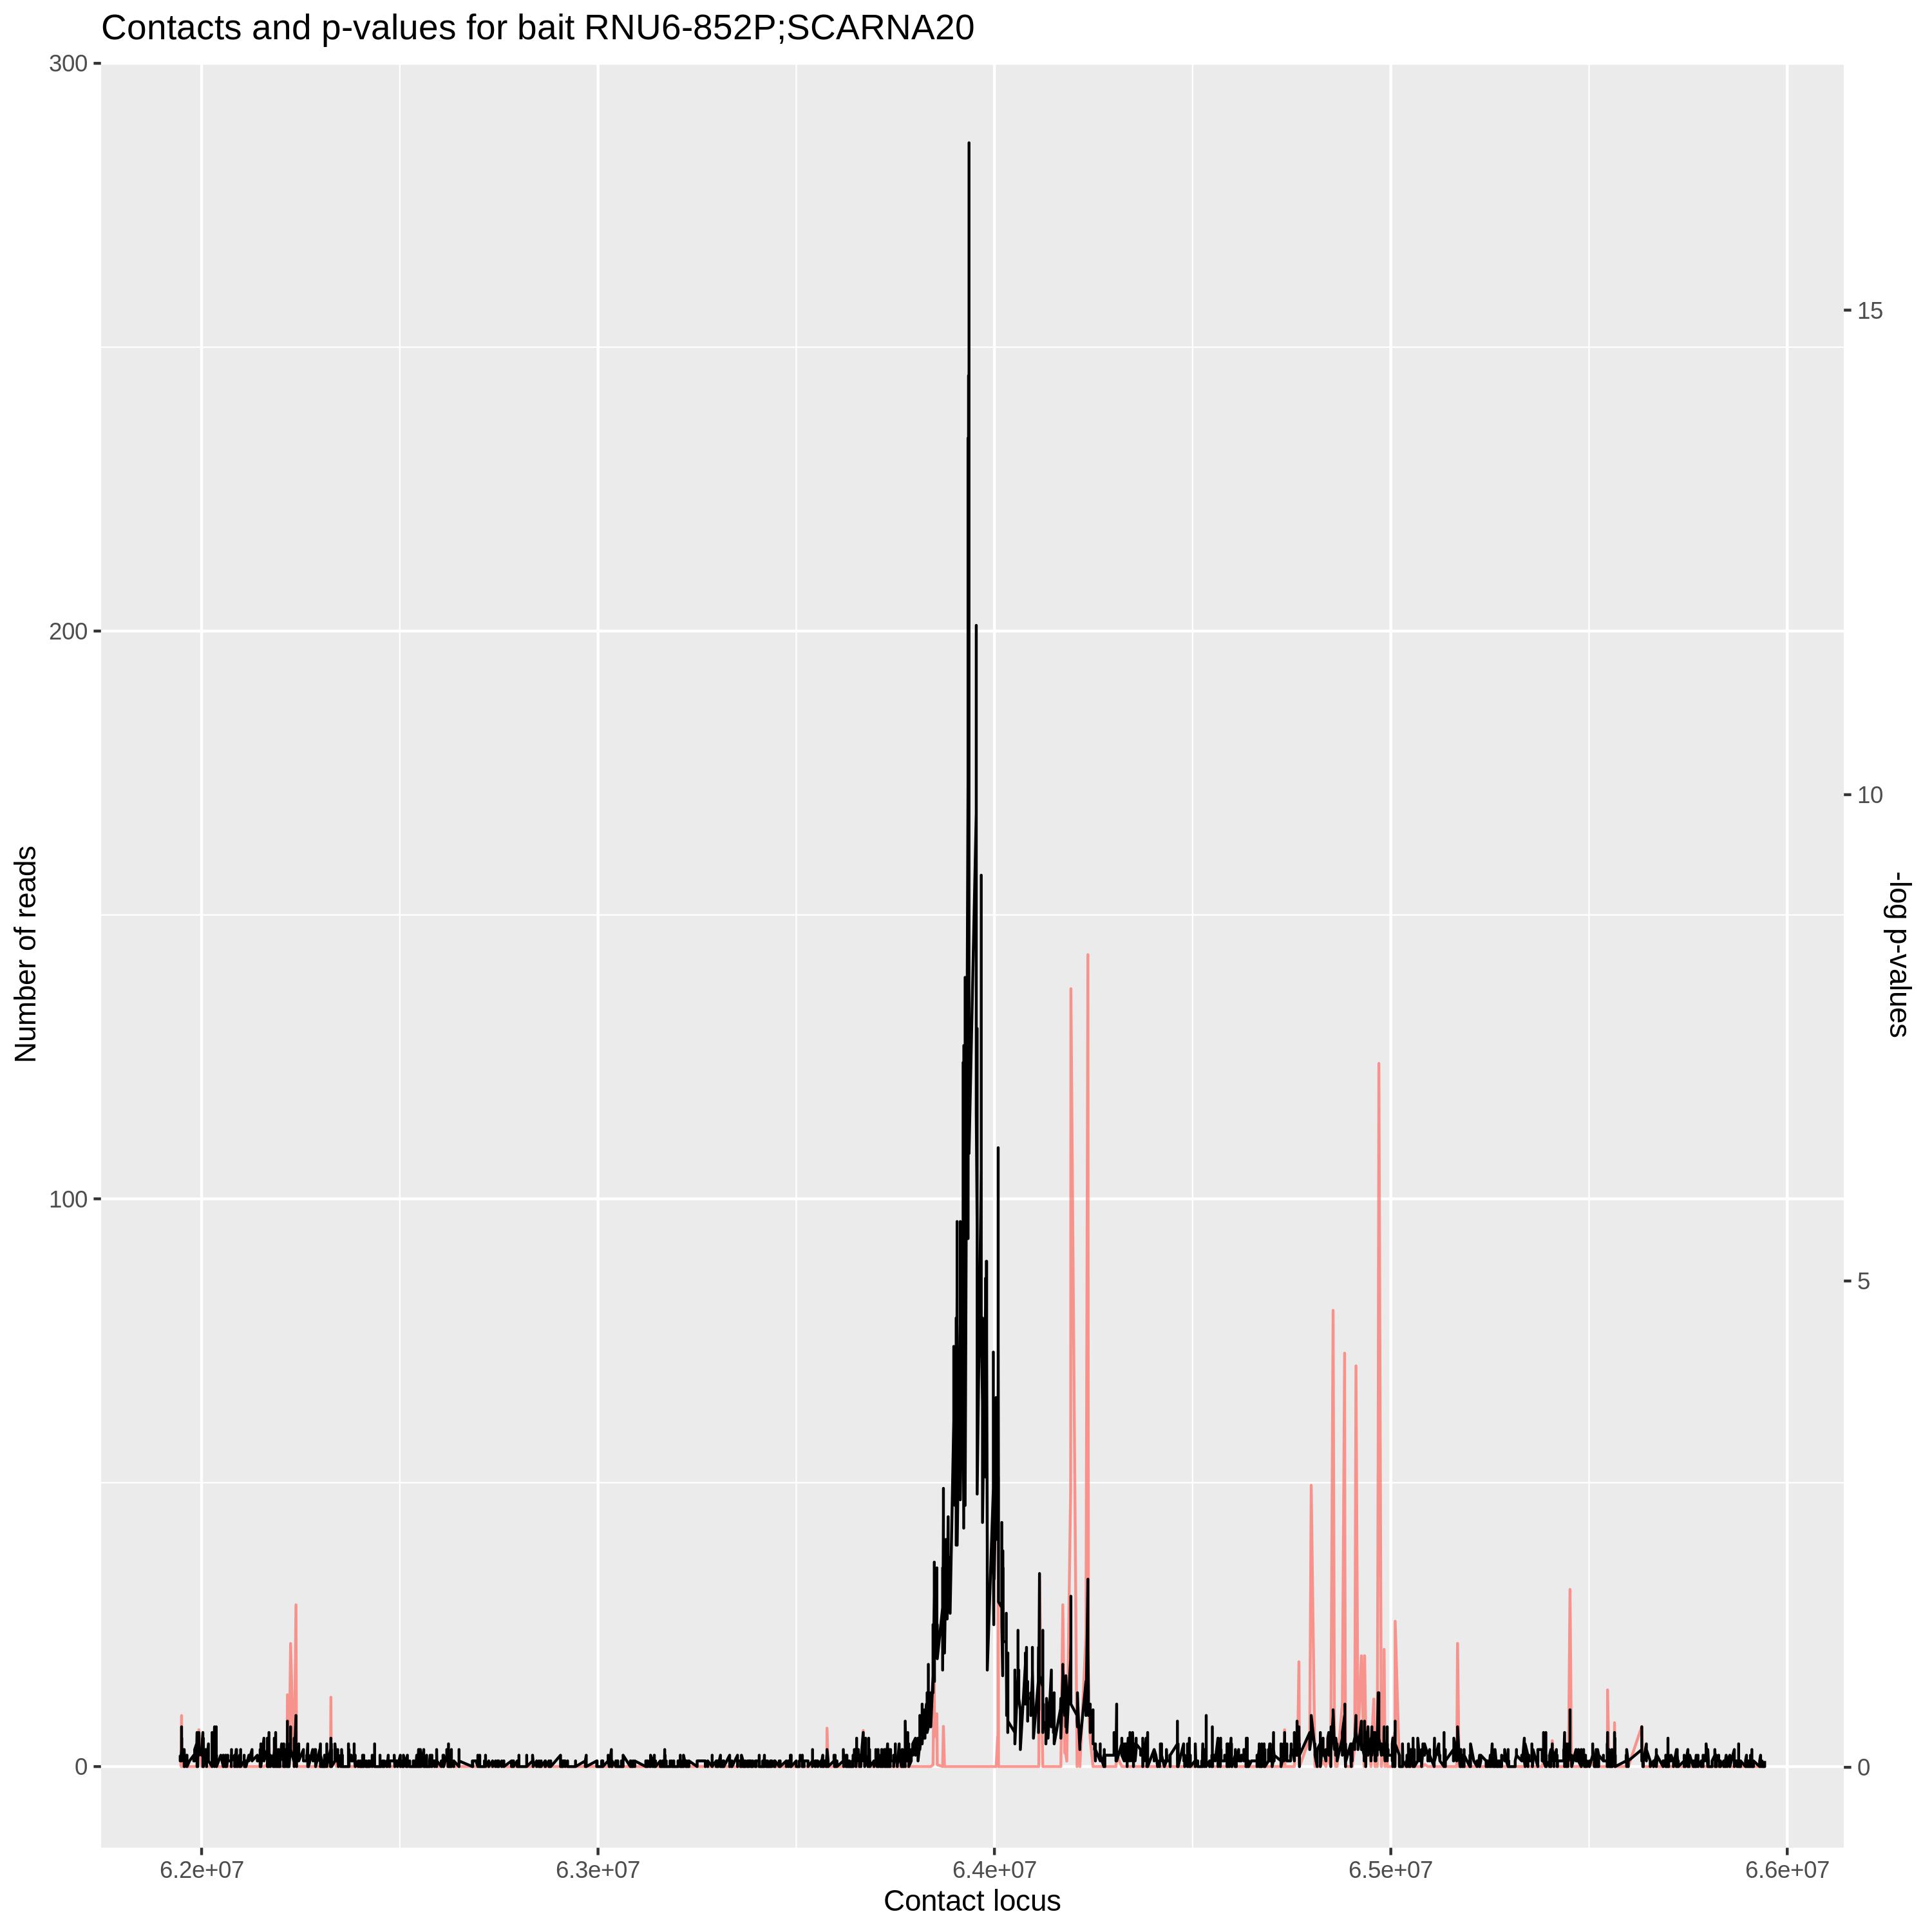 Contacts and p-values for bait RNU6-852P;SCARNA20
300
200
100
0
Number of reads
15
10
5
0
-log p-values
6.2e+07
6.3e+07
6.4e+07
6.5e+07
6.6e+07
Contact locus